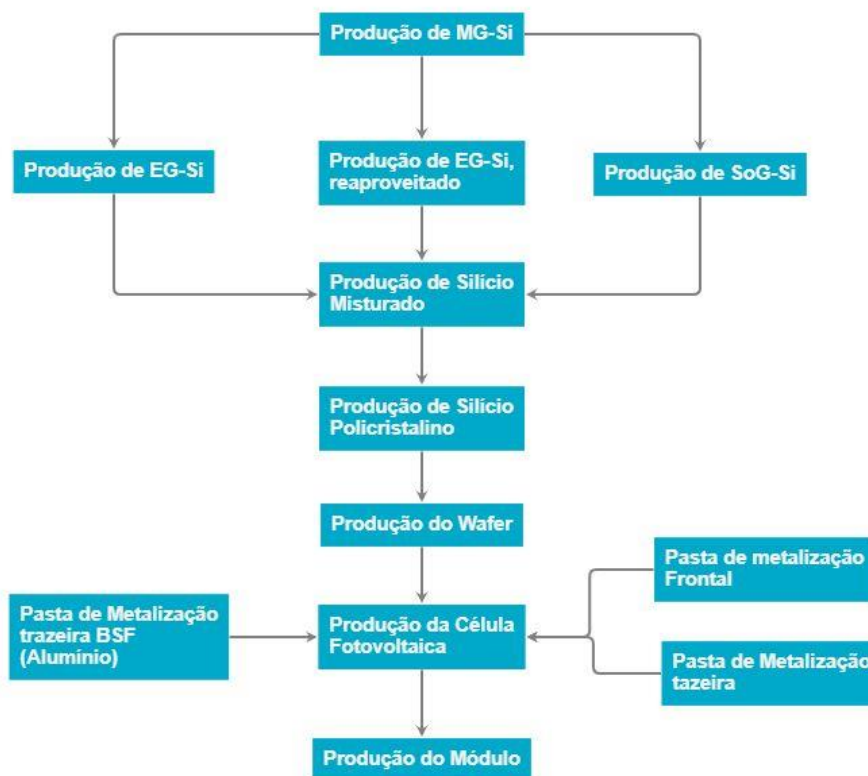 Produção de MG-Si
Produção de EG-Si
Produção de EG-Si,
reaproveitado
Produção de SoG-Si
Produção de Silício
Misturado
Produção de Silício
Policristalino
Produção do Wafer
Pasta de metalização
Frontal
Pasta de Metalização
trazeira BSF
(Alumínio)
Produção da Célula
Fotovoltaica
Pasta de Metalização
tazeira
Produção do Módulo